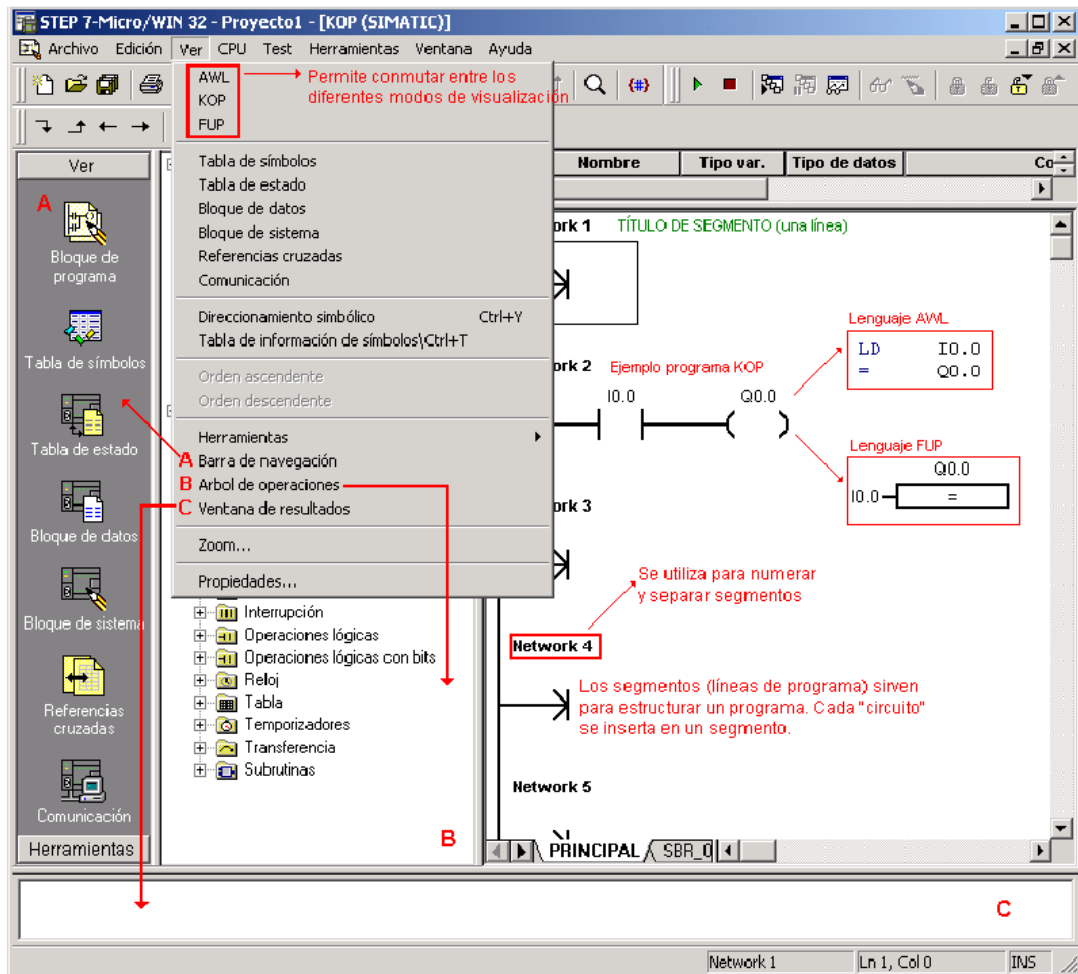 STEP 7-Micro/WIN 32 - Proyecto1 - [KOP (SIMATIC)]
Archivo Edición Ver CPU Test Herramientas Ventana Ayuda
AWL
KOP
FUP
Permite conmutar entre los
diferentes modos de visualización
Tabla de símbolos
Tabla de estado
Bloque de datos
Bloque de sistema
Referencias cruzadas
Comunicación
Direccionamiento simbólico Ctrl+Y
Tabla de información de símbolos\Ctrl+T
Orden ascendente
Orden descendente
Herramientas
A Barra de navegación
B Arbol de operaciones
C Ventana de resultados
Zoom...
Propiedades...
Ver
A
Bloque de
programa
Tabla de símbolos
Tabla de estado
Bloque de datos
Bloque de sistema
Referencias
cruzadas
Comunicación
Herramientas
Interrupción
Operaciones lógicas
Operaciones lógicas con bits
Reloj
Tabla
Temporizadores
Transferencia
Subrutinas
B
Nombre Tipo var. Tipo de datos Co
ork 1 TÍTULO DE SEGMENTO (una línea)
ork 2 Ejemplo programa KOP
I0.0 Q0.0
Lenguaje AWL
LD I0.0
= Q0.0
Lenguaje FUP
Q0.0
I0.0 =
ork 3
Se utiliza para numerar
y separar segmentos
Network 4
Los segmentos (líneas de programa) sirven
para estructurar un programa. Cada "circuito"
se inserta en un segmento.
Network 5
PRINCIPAL SBR_0
C
Network 1 Ln 1, Col 0 INS